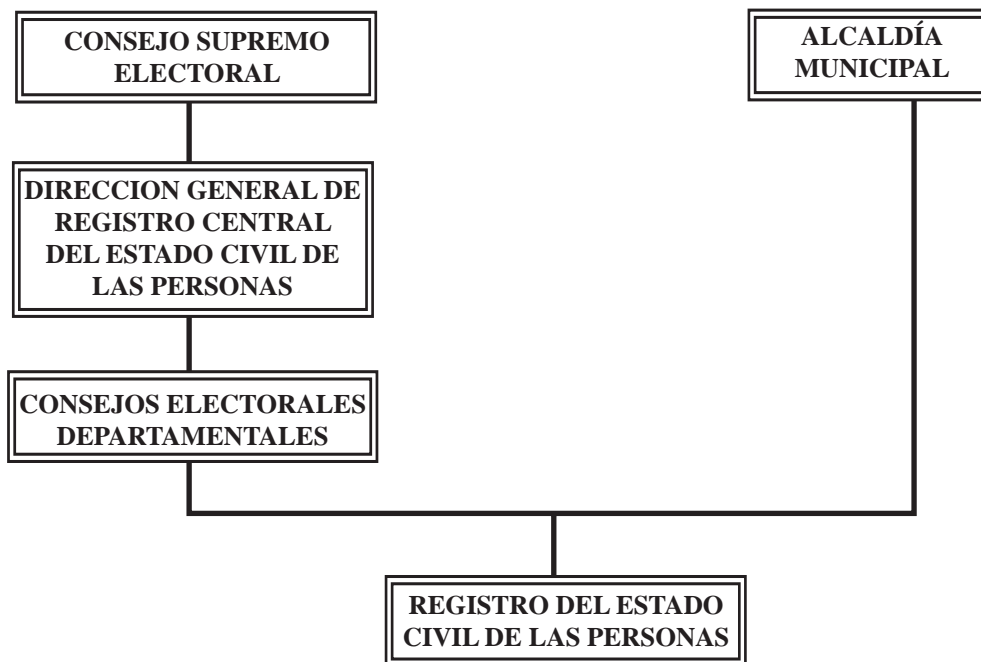 CONSEJO SUPREMO
ELECTORAL
ALCALDÍA
MUNICIPAL
DIRECCION GENERAL DE
REGISTRO CENTRAL
DEL ESTADO CIVIL DE
LAS PERSONAS
CONSEJOS ELECTORALES
DEPARTAMENTALES
REGISTRO DEL ESTADO
CIVIL DE LAS PERSONAS